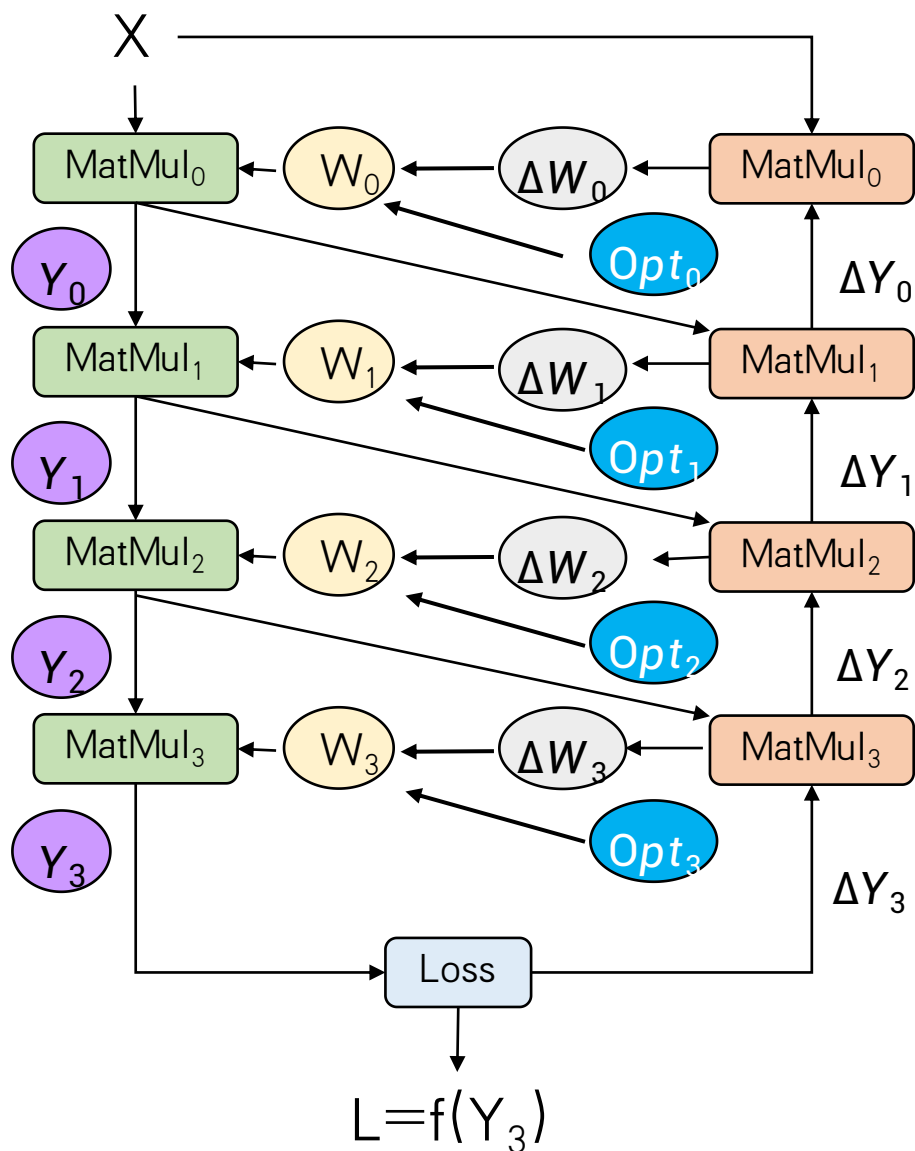 X
MatMul₀ W₀ ΔW₀ MatMul₀
Y₀ Opt₀ ΔY₀
MatMul₁ W₁ ΔW₁ MatMul₁
Y₁ Opt₁ ΔY₁
MatMul₂ W₂ ΔW₂ MatMul₂
Y₂ Opt₂ ΔY₂
MatMul₃ W₃ ΔW₃ MatMul₃
Y₃ Opt₃ ΔY₃
Loss
L=f(Y₃)